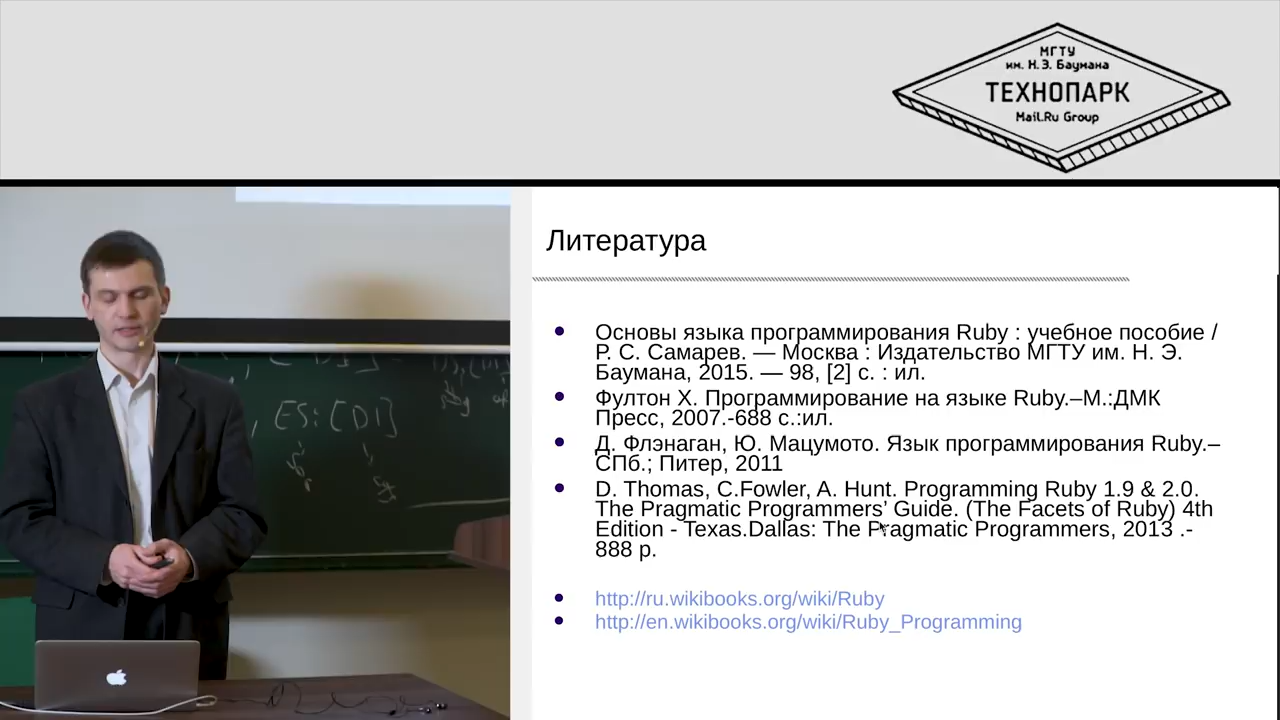 МГТУ
им. Н.Э. Баумана
ТЕХНОПАРК
Mail.Ru Group
Литература
Основы языка программирования Ruby : учебное пособие /
Р. С. Самарев. — Москва : Издательство МГТУ им. Н. Э.
Баумана, 2015. — 98, [2] с. : ил.
Фултон Х. Программирование на языке Ruby.–М.:ДМК
Пресс, 2007.-688 с.:ил.
Д. Флэнаган, Ю. Мацумото. Язык программирования Ruby.–
СПб.; Питер, 2011
D. Thomas, C.Fowler, A. Hunt. Programming Ruby 1.9 & 2.0.
The Pragmatic Programmers’ Guide. (The Facets of Ruby) 4th
Edition - Texas.Dallas: The Pragmatic Programmers, 2013 .-
888 p.
http://ru.wikibooks.org/wiki/Ruby
http://en.wikibooks.org/wiki/Ruby_Programming
, ES: [D1]